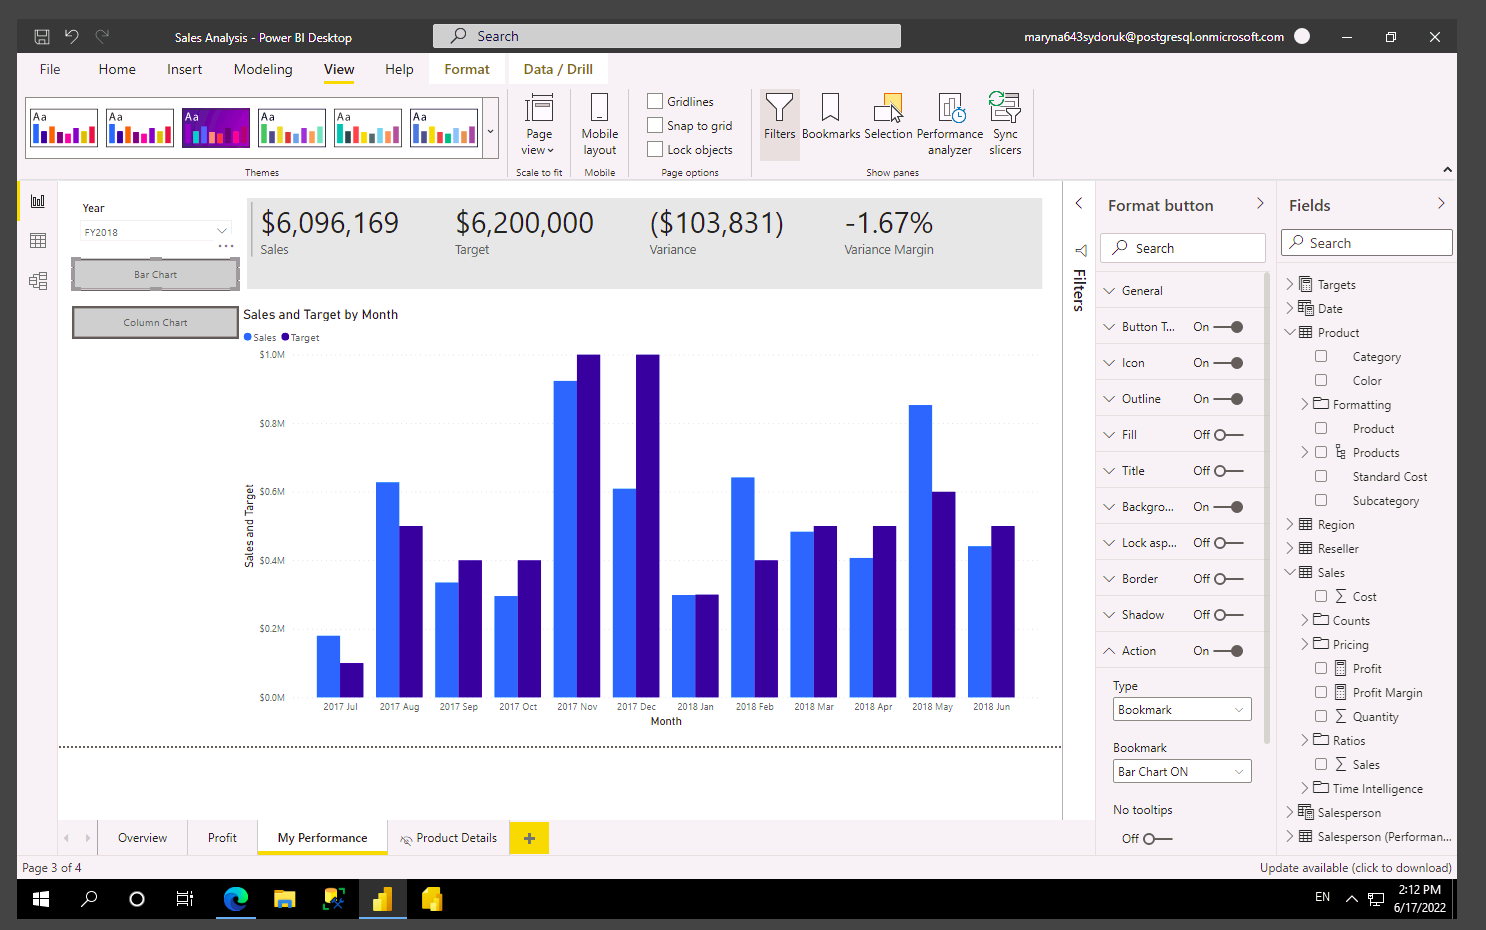 Sales Analysis - Power BI Desktop
Search
maryna643sydoruk@postgresql.onmicrosoft.com
File Home Insert Modeling View Help Format Data / Drill
Aa Aa Aa Aa Aa Aa
Themes
Page view
Scale to fit
Mobile layout
Mobile
Gridlines
Snap to grid
Lock objects
Page options
Filters Bookmarks Selection Performance analyzer Sync slicers
Show panes
Year
FY2018
Bar Chart
Column Chart
$6,096,169
Sales
$6,200,000
Target
($103,831)
Variance
-1.67%
Variance Margin
Sales and Target by Month
Sales Target
Sales and Target
$1.0M
$0.8M
$0.6M
$0.4M
$0.2M
$0.0M
2017 Jul 2017 Aug 2017 Sep 2017 Oct 2017 Nov 2017 Dec 2018 Jan 2018 Feb 2018 Mar 2018 Apr 2018 May 2018 Jun
Month
Filters
Format button
Search
General
Button T... On
Icon On
Outline On
Fill Off
Title Off
Backgro... On
Lock asp... Off
Border Off
Shadow Off
Action On
Type
Bookmark
Bookmark
Bar Chart ON
No tooltips
Off
Fields
Search
Targets
Date
Product
Category
Color
Formatting
Product
Products
Standard Cost
Subcategory
Region
Reseller
Sales
Cost
Counts
Pricing
Profit
Profit Margin
Quantity
Ratios
Sales
Time Intelligence
Salesperson
Salesperson (Performan...
Overview Profit My Performance Product Details
Page 3 of 4
Update available (click to download)
EN
2:12 PM
6/17/2022